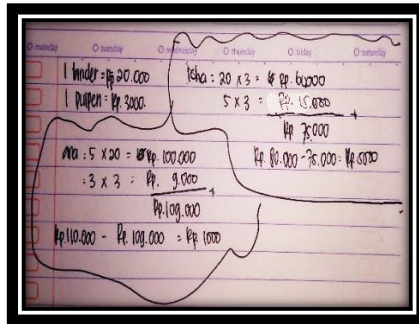 monday tuesday wednesday thursday friday saturday
1 binder = Rp 20.000
1 pulpen = Rp. 3000.
Icha : 20 x 3 = Rp. 60.000
5 x 3 = Rp. 15.000
Rp 75.000
Rp. 80.000 - 75.000 = Rp 5000
: 5 x 20 = Rp. 100.000
: 3 x 3 = Rp. 9.000
Rp. 109.000
Rp. 110.000 - Rp. 109.000 = Rp 1000